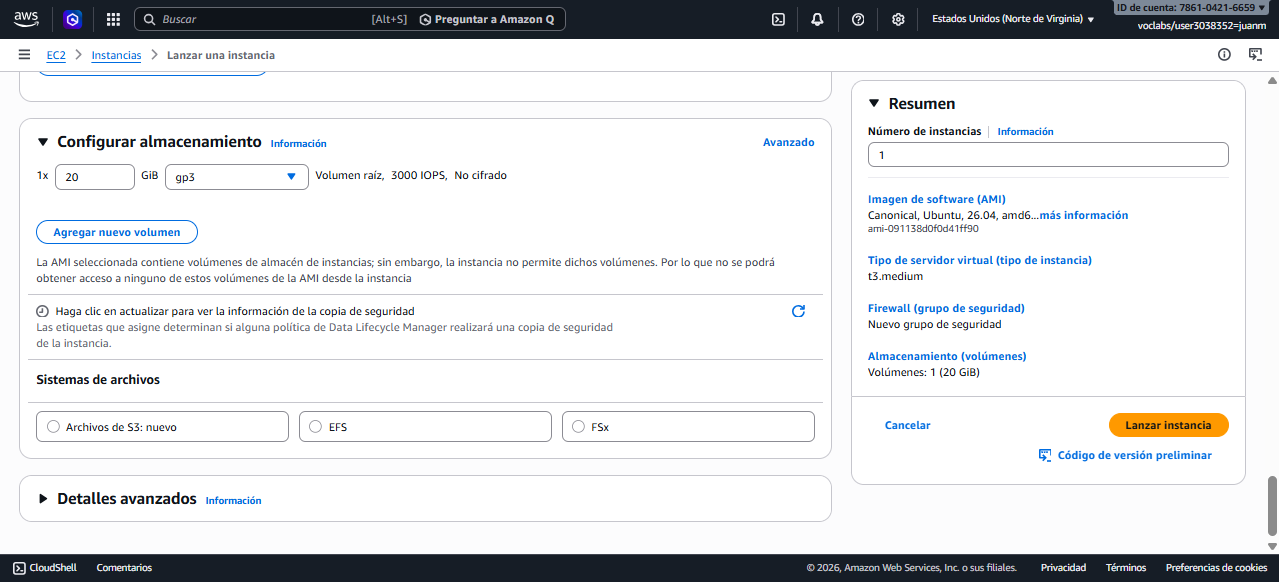 aws
Buscar [Alt+S] Preguntar a Amazon Q
Estados Unidos (Norte de Virginia) ▼
ID de cuenta: 7861-0421-6659 ▼
voclabs/user3038352=juanm
EC2 > Instancias > Lanzar una instancia
▼ Configurar almacenamiento Información
Avanzado
1x 20 GiB gp3 Volumen raíz, 3000 IOPS, No cifrado
Agregar nuevo volumen
La AMI seleccionada contiene volúmenes de almacén de instancias; sin embargo, la instancia no permite dichos volúmenes. Por lo que no se podrá
obtener acceso a ninguno de estos volúmenes de la AMI desde la instancia
Haga clic en actualizar para ver la información de la copia de seguridad
Las etiquetas que asigne determinan si alguna política de Data Lifecycle Manager realizará una copia de seguridad
de la instancia.
Sistemas de archivos
Archivos de S3: nuevo
EFS
FSx
Detalles avanzados Información
▼ Resumen
Número de instancias Información
1
Imagen de software (AMI)
Canonical, Ubuntu, 26.04, amd6...más información
ami-091138d0f0d41ff90
Tipo de servidor virtual (tipo de instancia)
t3.medium
Firewall (grupo de seguridad)
Nuevo grupo de seguridad
Almacenamiento (volúmenes)
Volúmenes: 1 (20 GiB)
Cancelar
Lanzar instancia
Código de versión preliminar
CloudShell Comentarios
© 2026, Amazon Web Services, Inc. o sus filiales. Privacidad Términos Preferencias de cookies